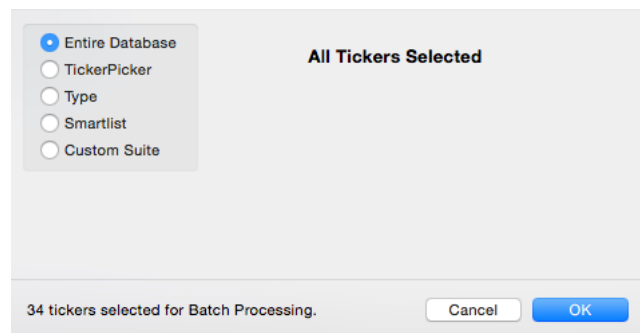 Entire Database
All Tickers Selected
TickerPicker
Type
Smartlist
Custom Suite
34 tickers selected for Batch Processing.
Cancel
OK